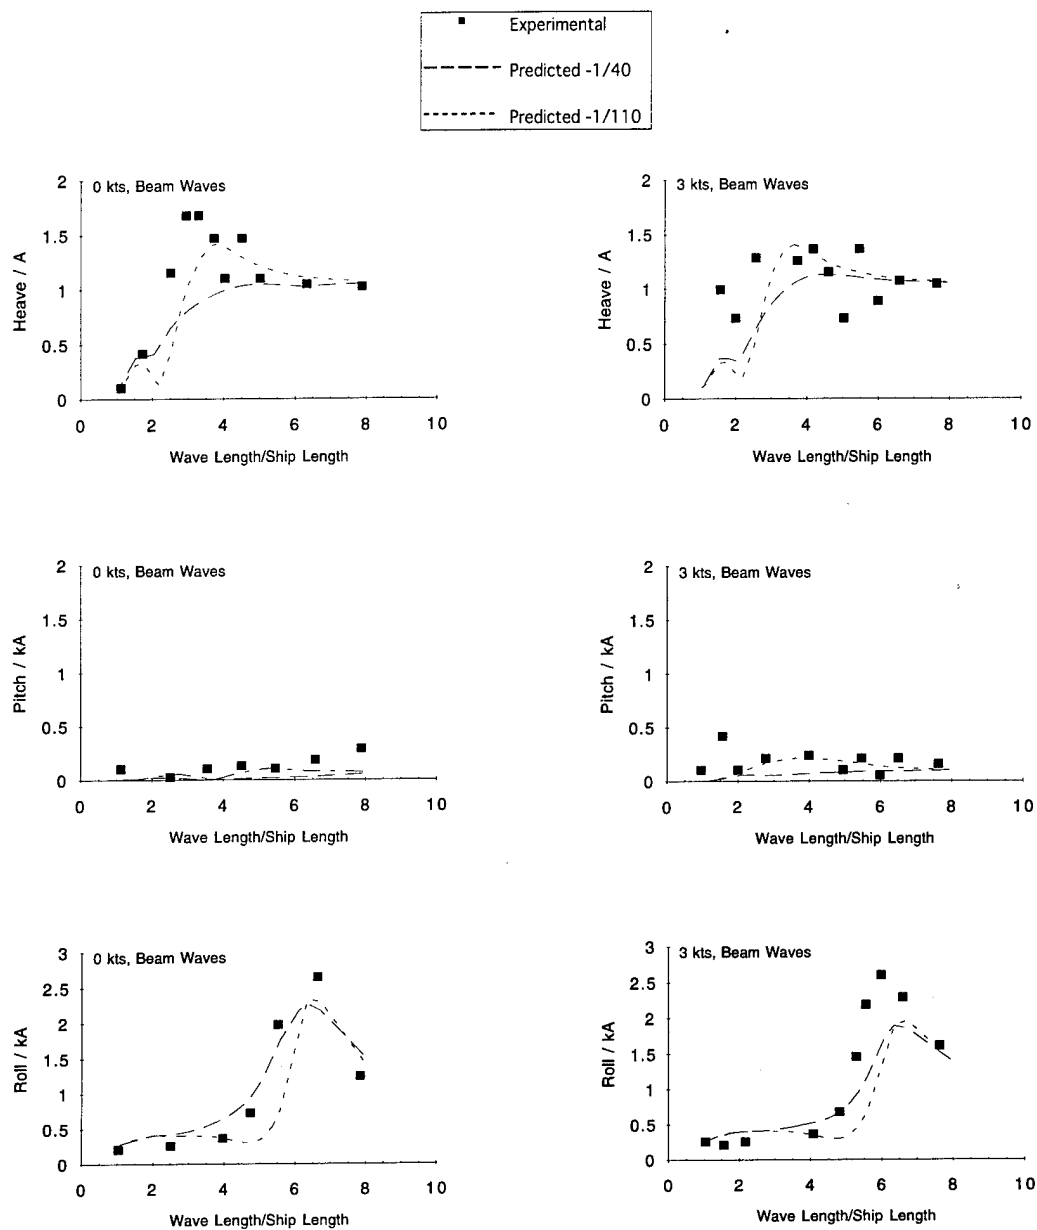 Experimental
Predicted -1/40
Predicted -1/110
0 kts, Beam Waves
Heave / A
2
1.5
1
0.5
0
0 2 4 6 8 10
Wave Length/Ship Length
3 kts, Beam Waves
Heave / A
2
1.5
1
0.5
0
0 2 4 6 8 10
Wave Length/Ship Length
0 kts, Beam Waves
Pitch / kA
2
1.5
1
0.5
0
0 2 4 6 8 10
Wave Length/Ship Length
3 kts, Beam Waves
Pitch / kA
2
1.5
1
0.5
0
0 2 4 6 8 10
Wave Length/Ship Length
0 kts, Beam Waves
Roll / kA
3
2.5
2
1.5
1
0.5
0
0 2 4 6 8 10
Wave Length/Ship Length
3 kts, Beam Waves
Roll / kA
3
2.5
2
1.5
1
0.5
0
0 2 4 6 8 10
Wave Length/Ship Length